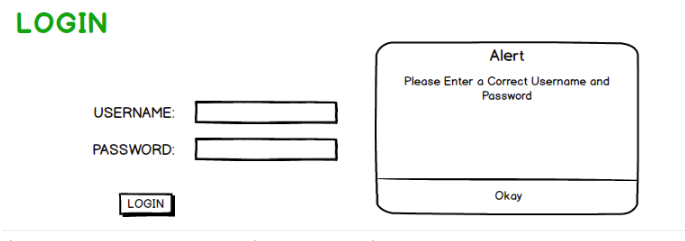 LOGIN
Alert
Please Enter a Correct Username and
Password
USERNAME:
PASSWORD:
LOGIN
Okay